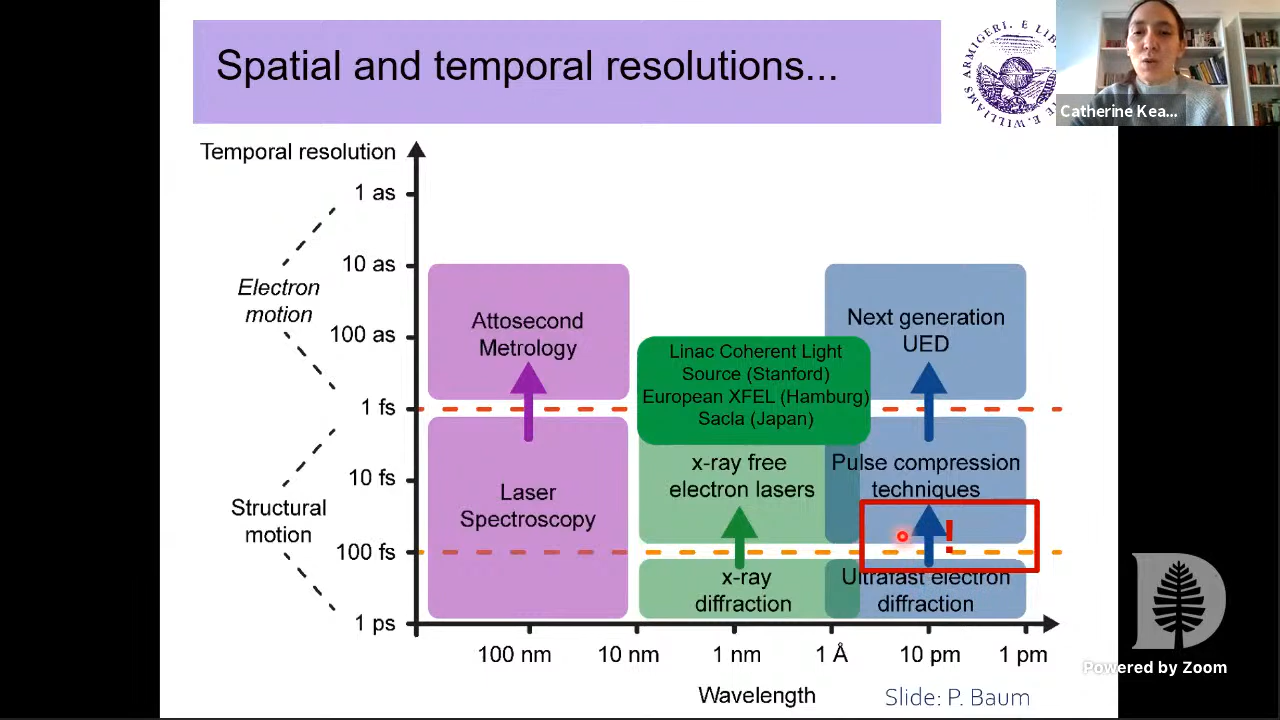 Spatial and temporal resolutions...
ARMIGERI. E LIB
E.WILLIAMS
Catherine Kea...
Temporal resolution
1 as
10 as
Electron
motion
100 as
1 fs
10 fs
Structural
motion
100 fs
1 ps
Attosecond
Metrology
Laser
Spectroscopy
Linac Coherent Light
Source (Stanford)
European XFEL (Hamburg)
Sacla (Japan)
x-ray free
electron lasers
x-ray
diffraction
Next generation
UED
Pulse compression
techniques
!
Ultrafast electron
diffraction
100 nm
10 nm
1 nm
1 Å
10 pm
1 pm
Wavelength
Slide: P. Baum
D
Powered by Zoom